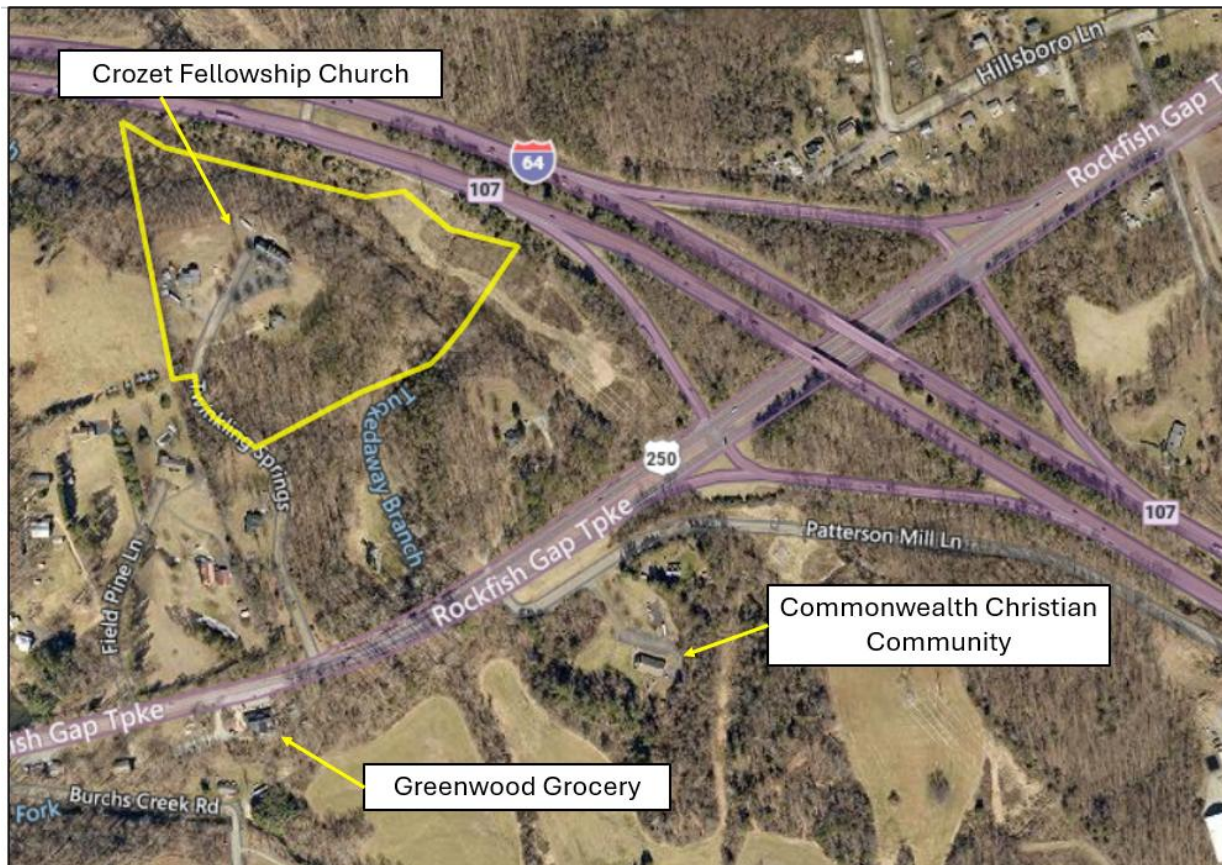 Hillsboro Ln
Crozet Fellowship Church
Rockfish Gap T
64
107
Twinkling Springs
Tuckedaway Branch
250
107
Patterson Mill Ln
Rockfish Gap Tpke
Field Pine Ln
Commonwealth Christian
Community
ish Gap Tpke
Greenwood Grocery
Burchs Creek Rd
Fork